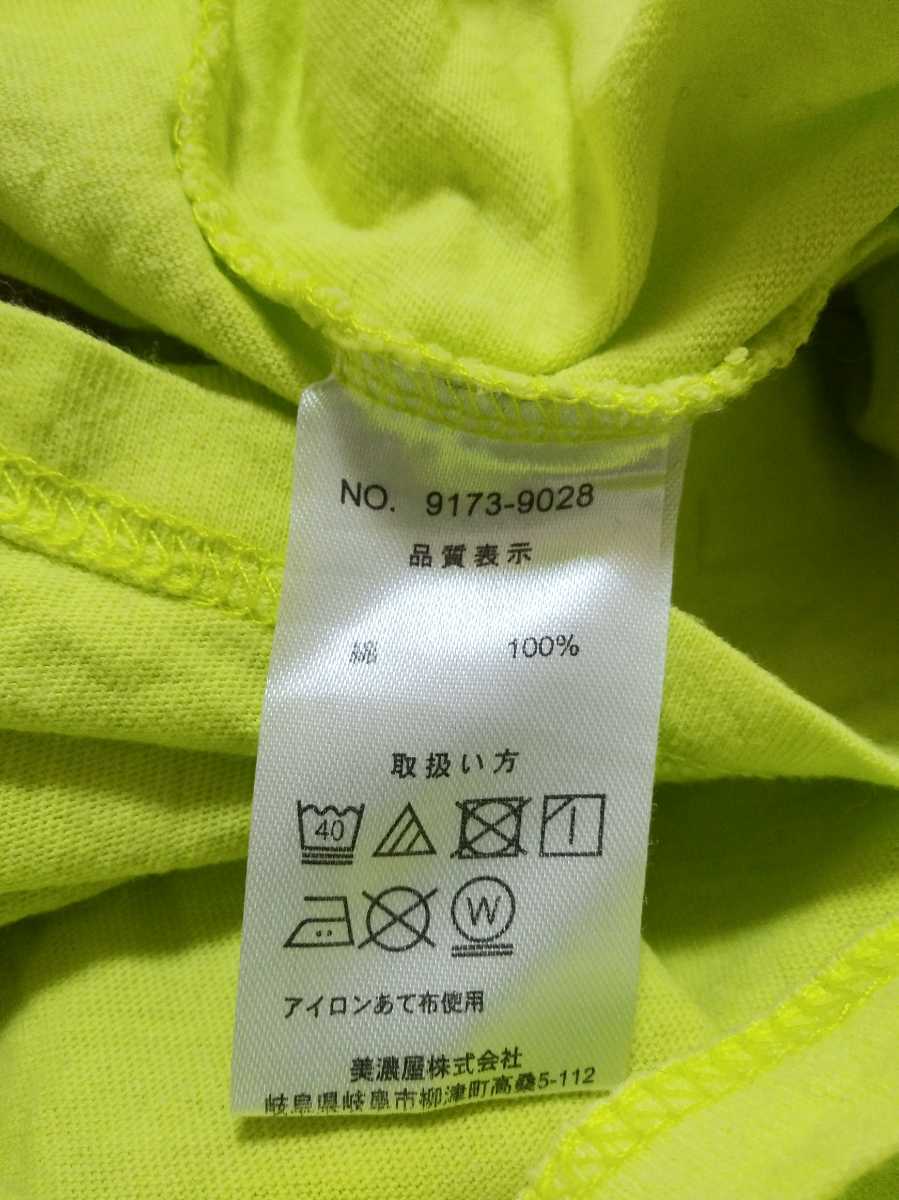 NO. 9173-9028
品質表示
綿 100%
取扱い方
40
W
アイロンあて布使用
美濃屋株式会社
岐阜県岐阜市柳津町高桑5-112